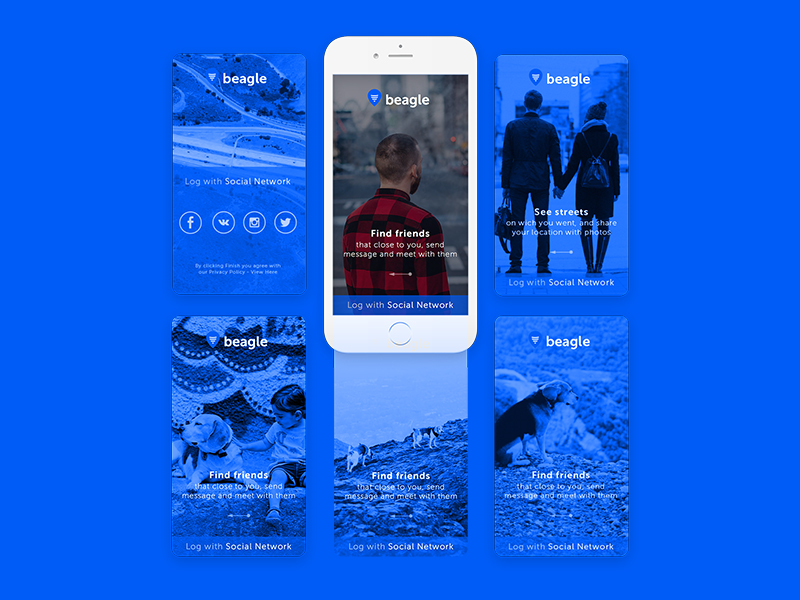 beagle
Log with Social Network
By clicking Finish you agree with
our Privacy Policy - View Here
beagle
Find friends
that close to you, send
message and meet with them
Log with Social Network
beagle
See streets
on wich you went, and share
your location with photos
Log with Social Network
beagle
Find friends
that close to you, send
message and meet with them
Log with Social Network
Find friends
that close to you, send
message and meet with them
Log with Social Network
beagle
Find friends
that close to you, send
message and meet with them
Log with Social Network